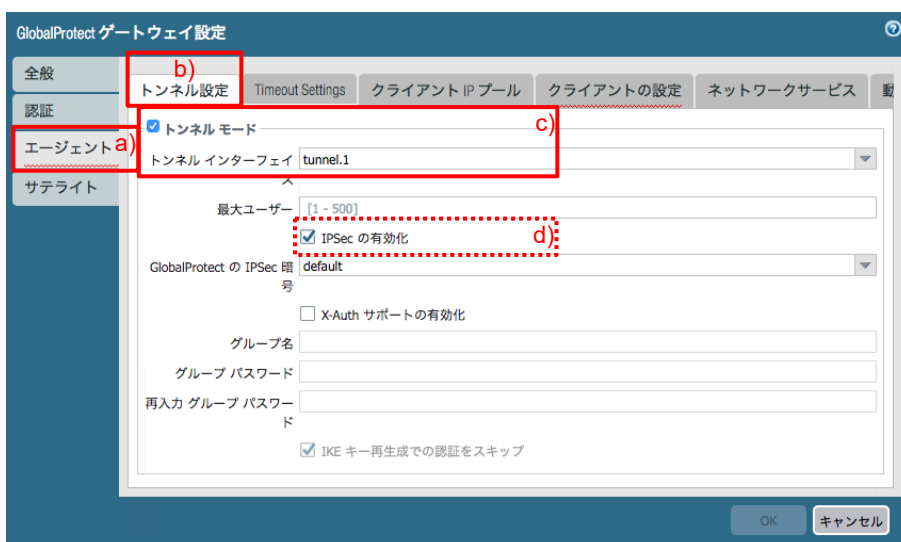 GlobalProtect ゲートウェイ設定
全般
認証
エージェント
サテライト
a)
b)
トンネル設定
Timeout Settings
クライアント IP プール
クライアントの設定
ネットワークサービス
動
トンネル モード
c)
トンネル インターフェイ
ス
tunnel.1
最大ユーザー
[1 - 500]
IPSec の有効化
d)
GlobalProtect の IPSec 暗
号
default
X-Auth サポートの有効化
グループ名
グループ パスワード
再入力 グループ パスワー
ド
IKE キー再生成での認証をスキップ
OK
キャンセル